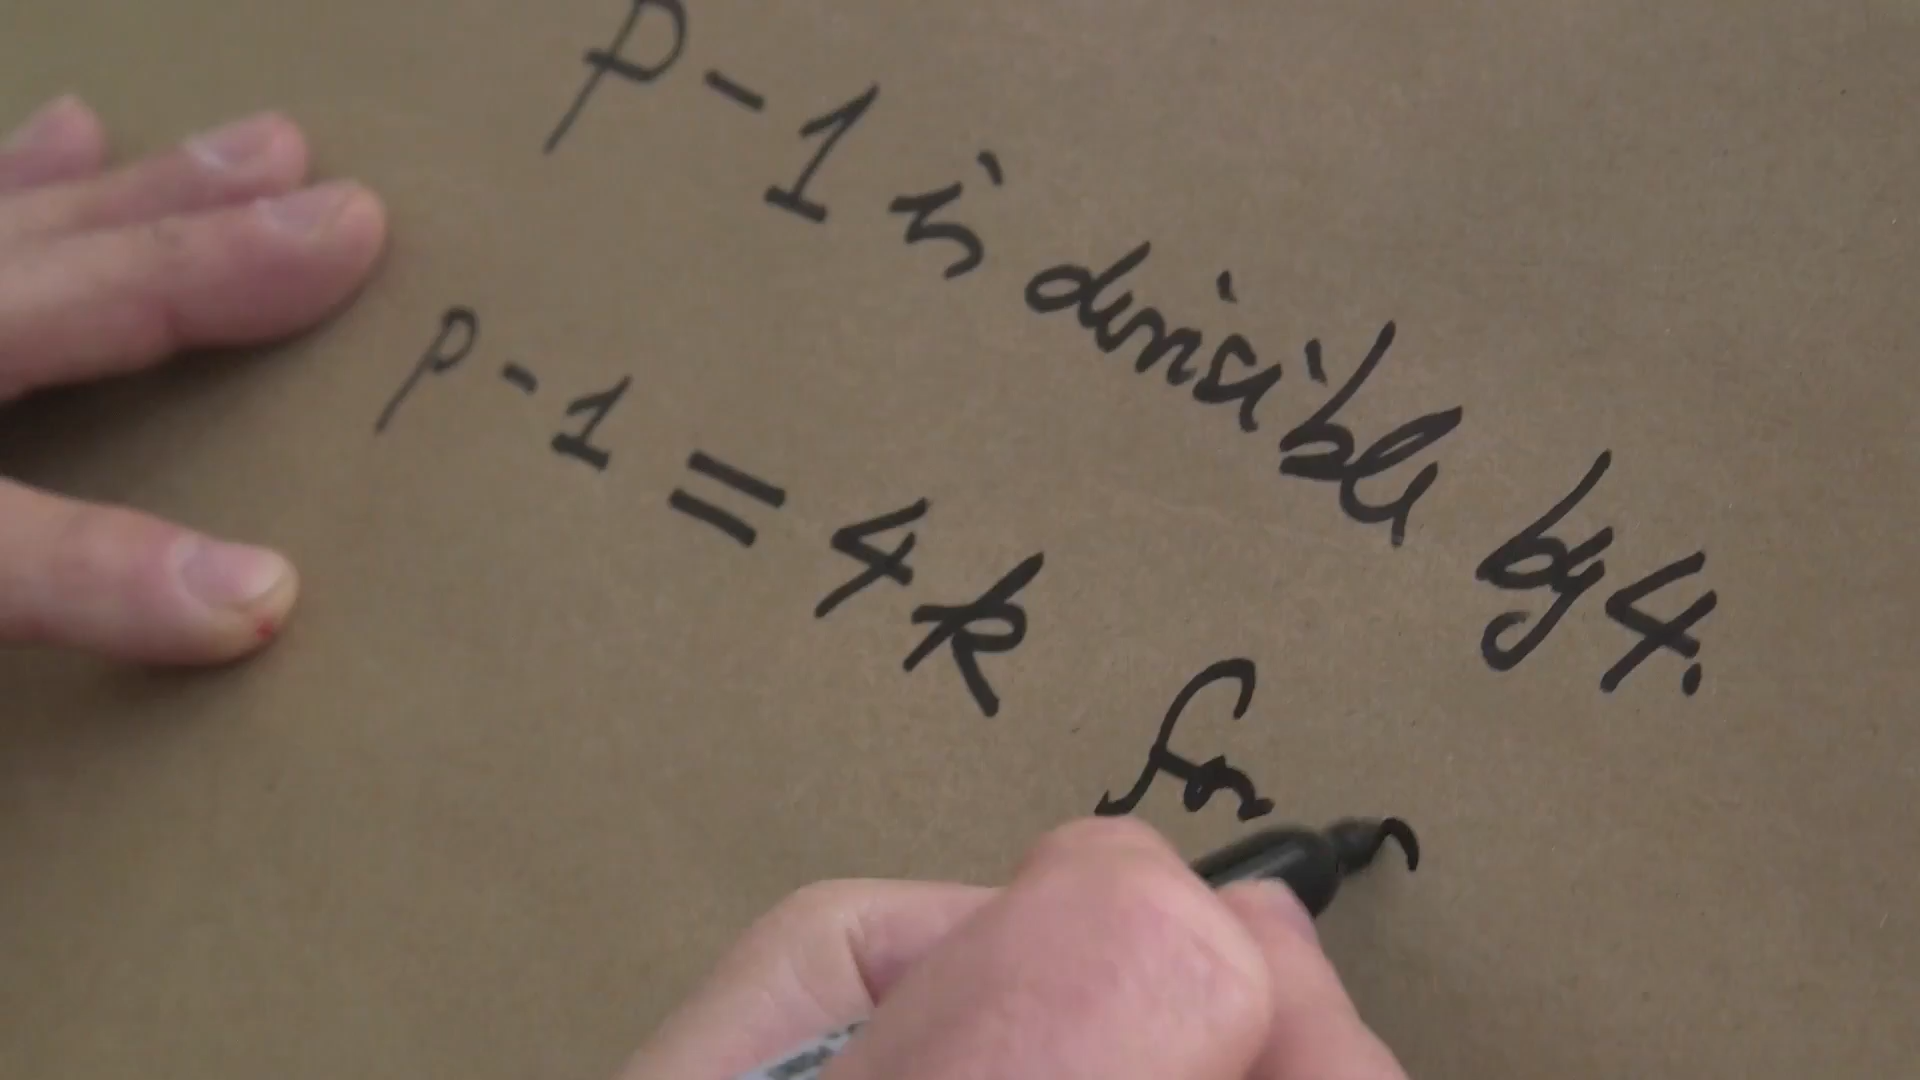 p-1 is divisible by 4.
p-1 = 4k for